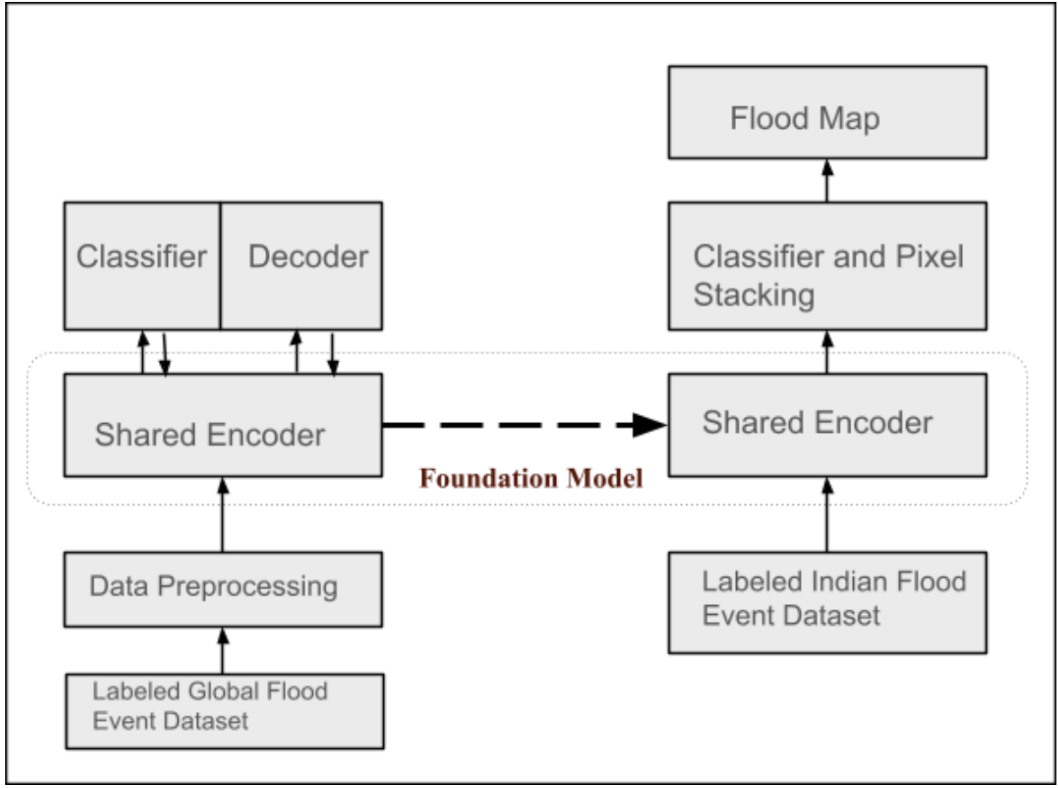 Flood Map
Classifier
Decoder
Classifier and Pixel
Stacking
Shared Encoder
Shared Encoder
Foundation Model
Data Preprocessing
Labeled Indian Flood
Event Dataset
Labeled Global Flood
Event Dataset